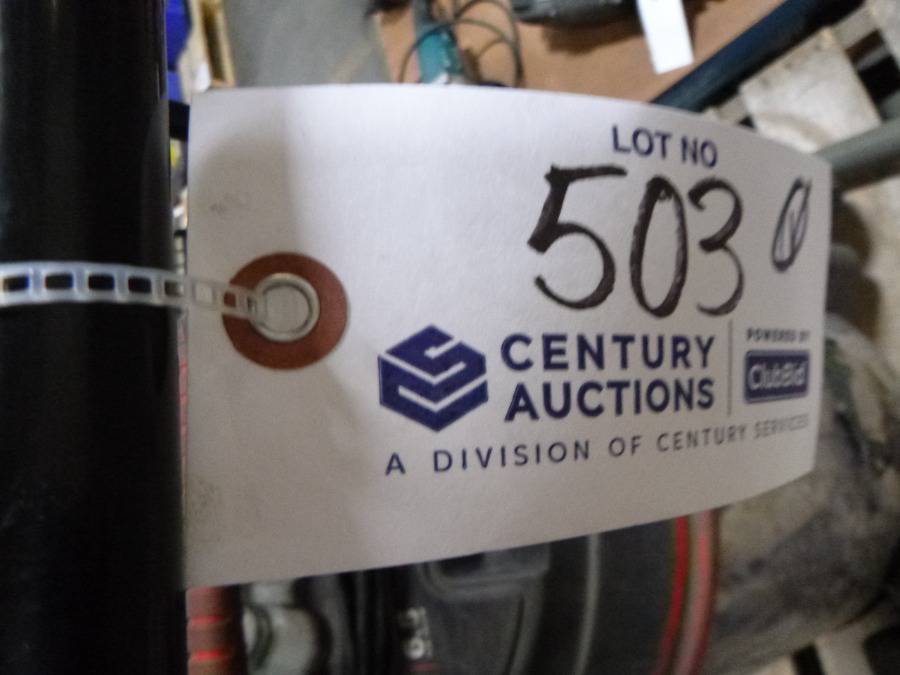 LOT NO
503
CENTURY
AUCTIONS
POWERED BY
ClubBid
A DIVISION OF CENTURY SERVICES